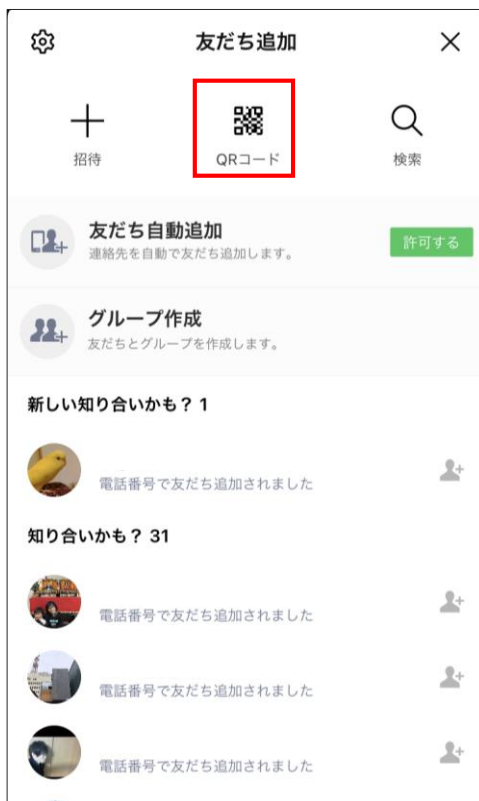 友だち追加
招待
QRコード
検索
友だち自動追加
連絡先を自動で友だち追加します。
許可する
グループ作成
友だちとグループを作成します。
新しい知り合いかも？ 1
電話番号で友だち追加されました
知り合いかも？ 31
電話番号で友だち追加されました
電話番号で友だち追加されました
電話番号で友だち追加されました